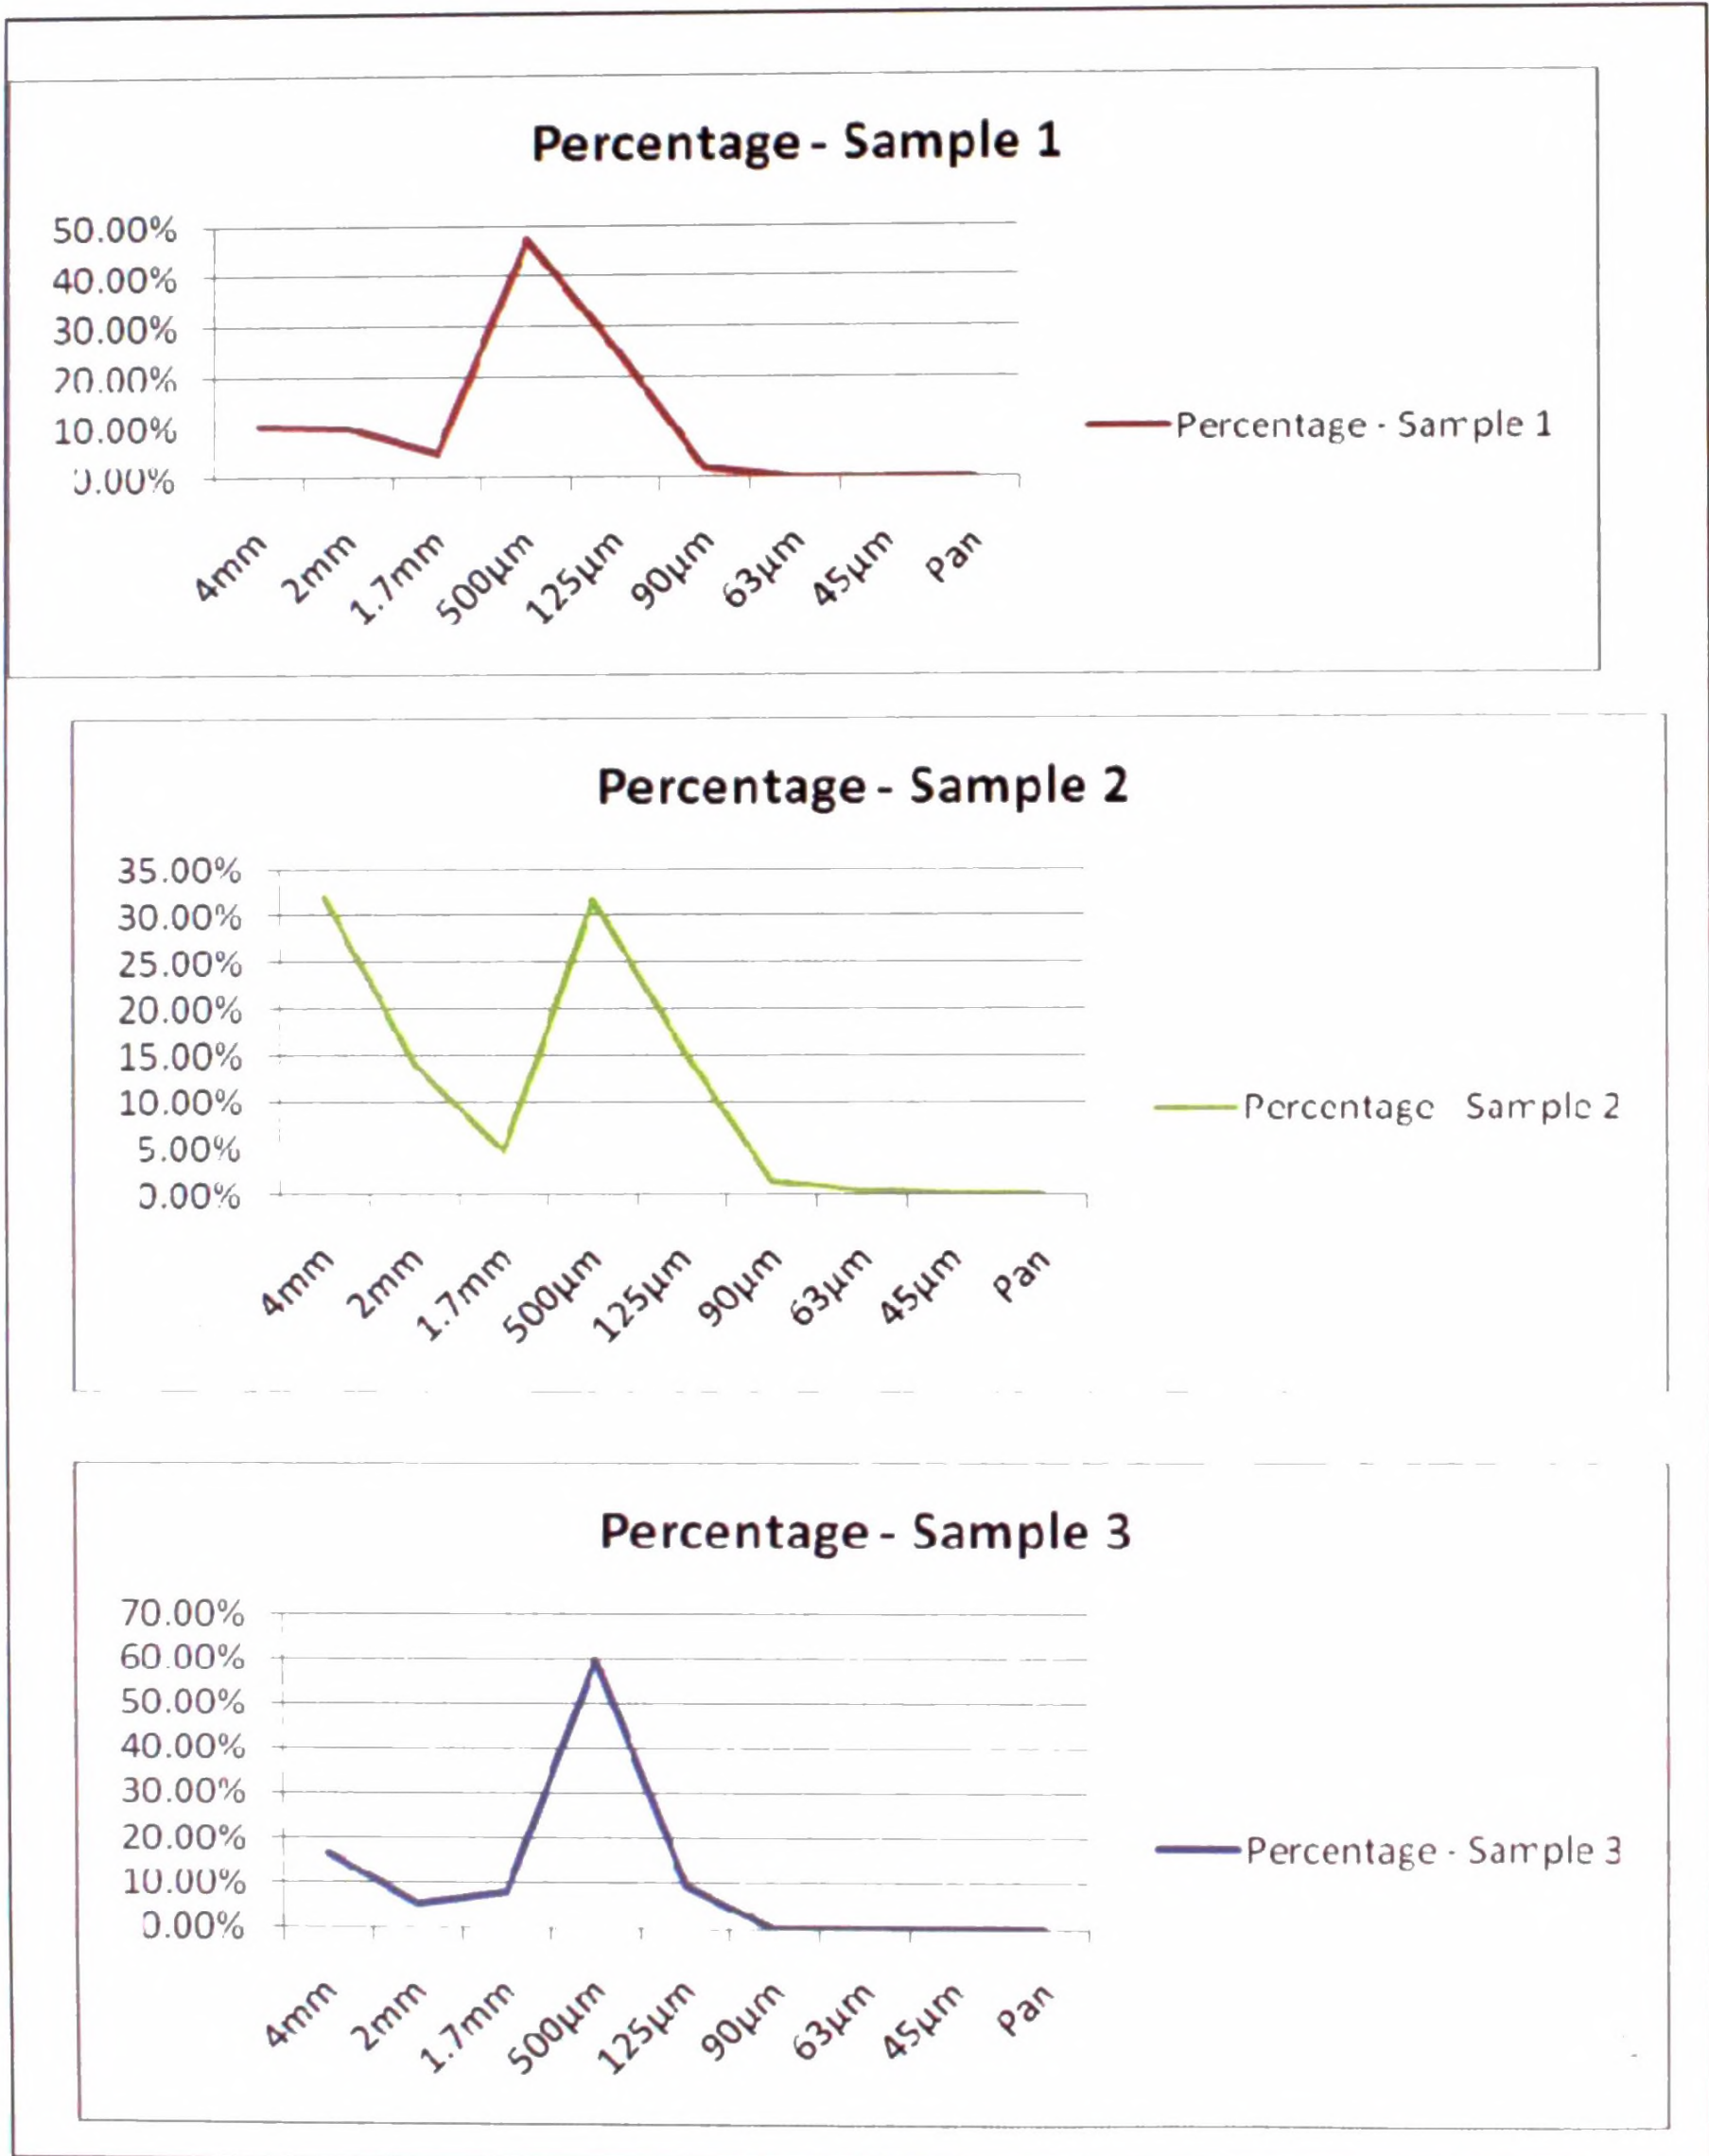 Percentage - Sample 1
50.00%
40.00%
30.00%
20.00%
10.00%
0.00%
4mm
2mm
1.7mm
500µm
125µm
90µm
63µm
45µm
Pan
Percentage - Sample 1
Percentage - Sample 2
35.00%
30.00%
25.00%
20.00%
15.00%
10.00%
5.00%
0.00%
4mm
2mm
1.7mm
500µm
125µm
90µm
63µm
45µm
Pan
Percentage Sample 2
Percentage - Sample 3
70.00%
60.00%
50.00%
40.00%
30.00%
20.00%
10.00%
0.00%
4mm
2mm
1.7mm
500µm
125µm
90µm
63µm
45µm
Pan
Percentage - Sample 3